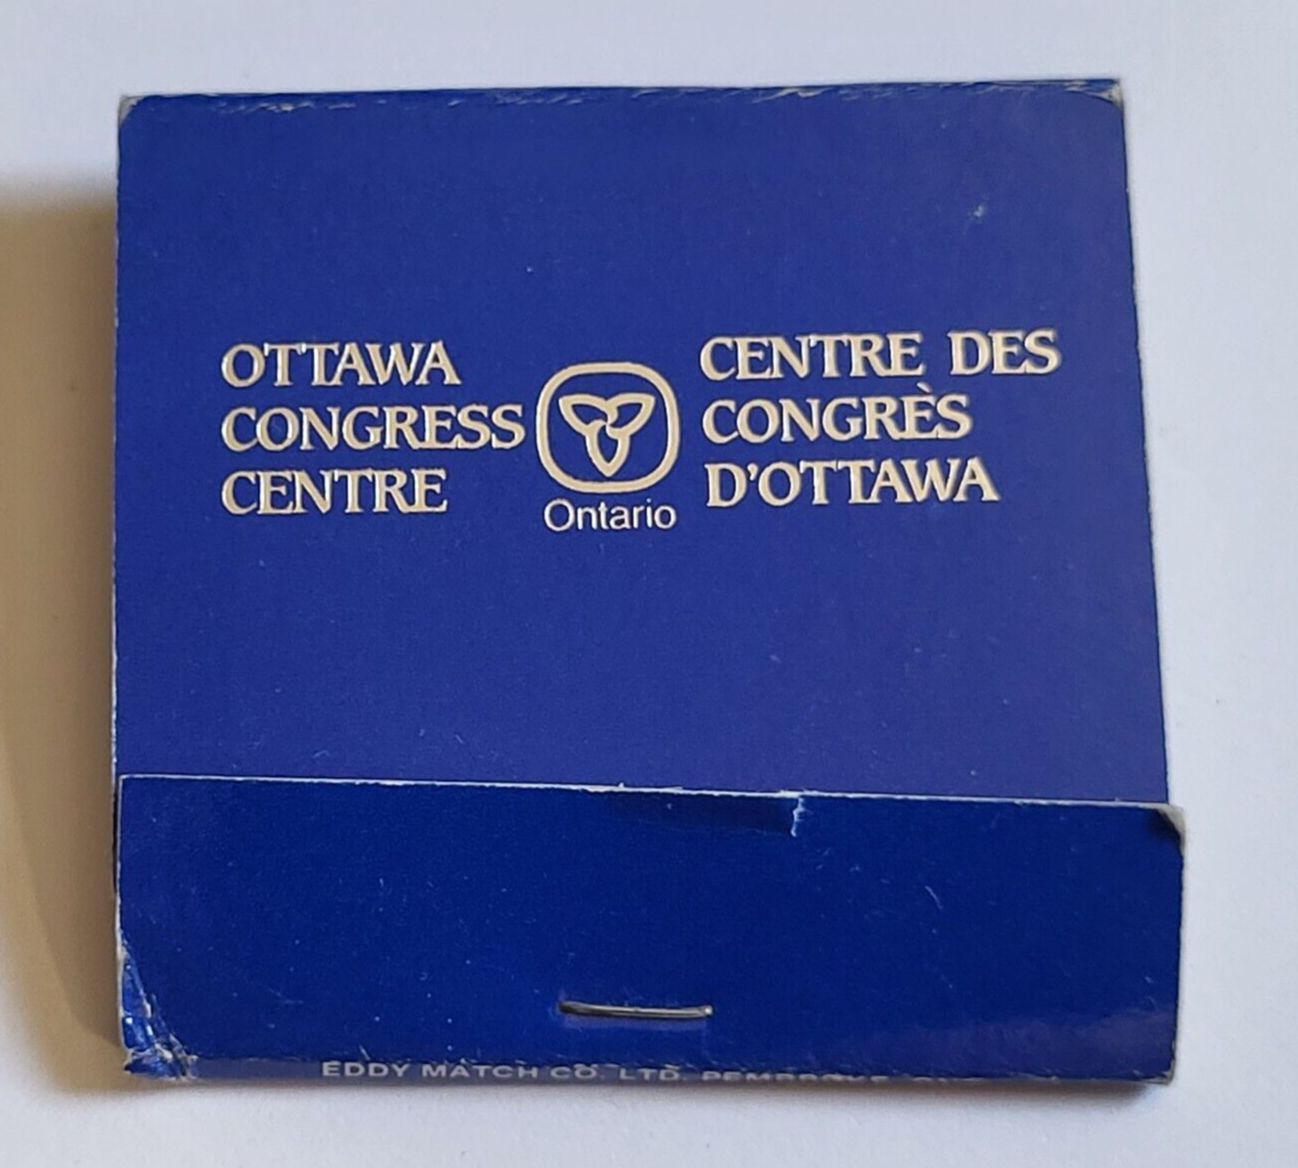 OTTAWA
CONGRESS
CENTRE
Ontario
CENTRE DES
CONGRÈS
D'OTTAWA
EDDY MATCH CO. LTD. PEMBROKE,